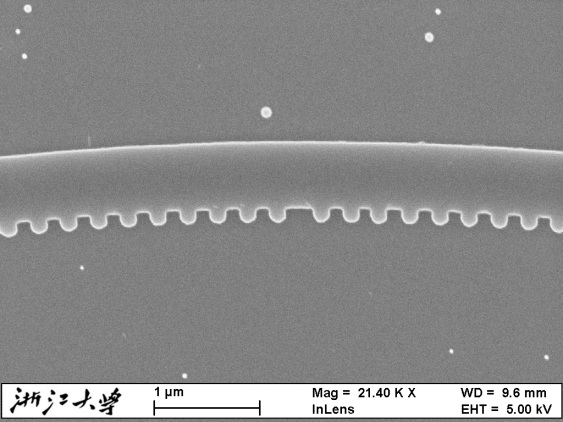 浙江大学
1 µm
Mag = 21.40 K X
WD = 9.6 mm
InLens
EHT = 5.00 kV